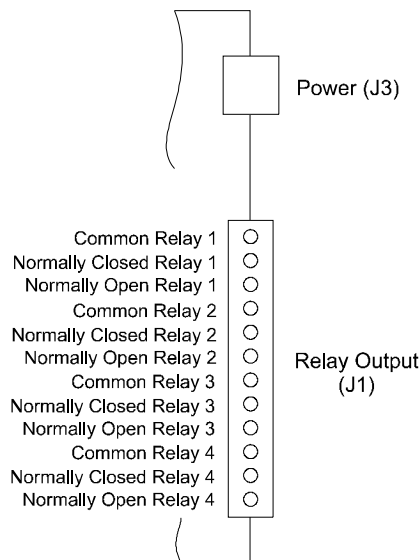 Power (J3)
Common Relay 1
Normally Closed Relay 1
Normally Open Relay 1
Common Relay 2
Normally Closed Relay 2
Normally Open Relay 2
Common Relay 3
Normally Closed Relay 3
Normally Open Relay 3
Common Relay 4
Normally Closed Relay 4
Normally Open Relay 4
Relay Output
(J1)